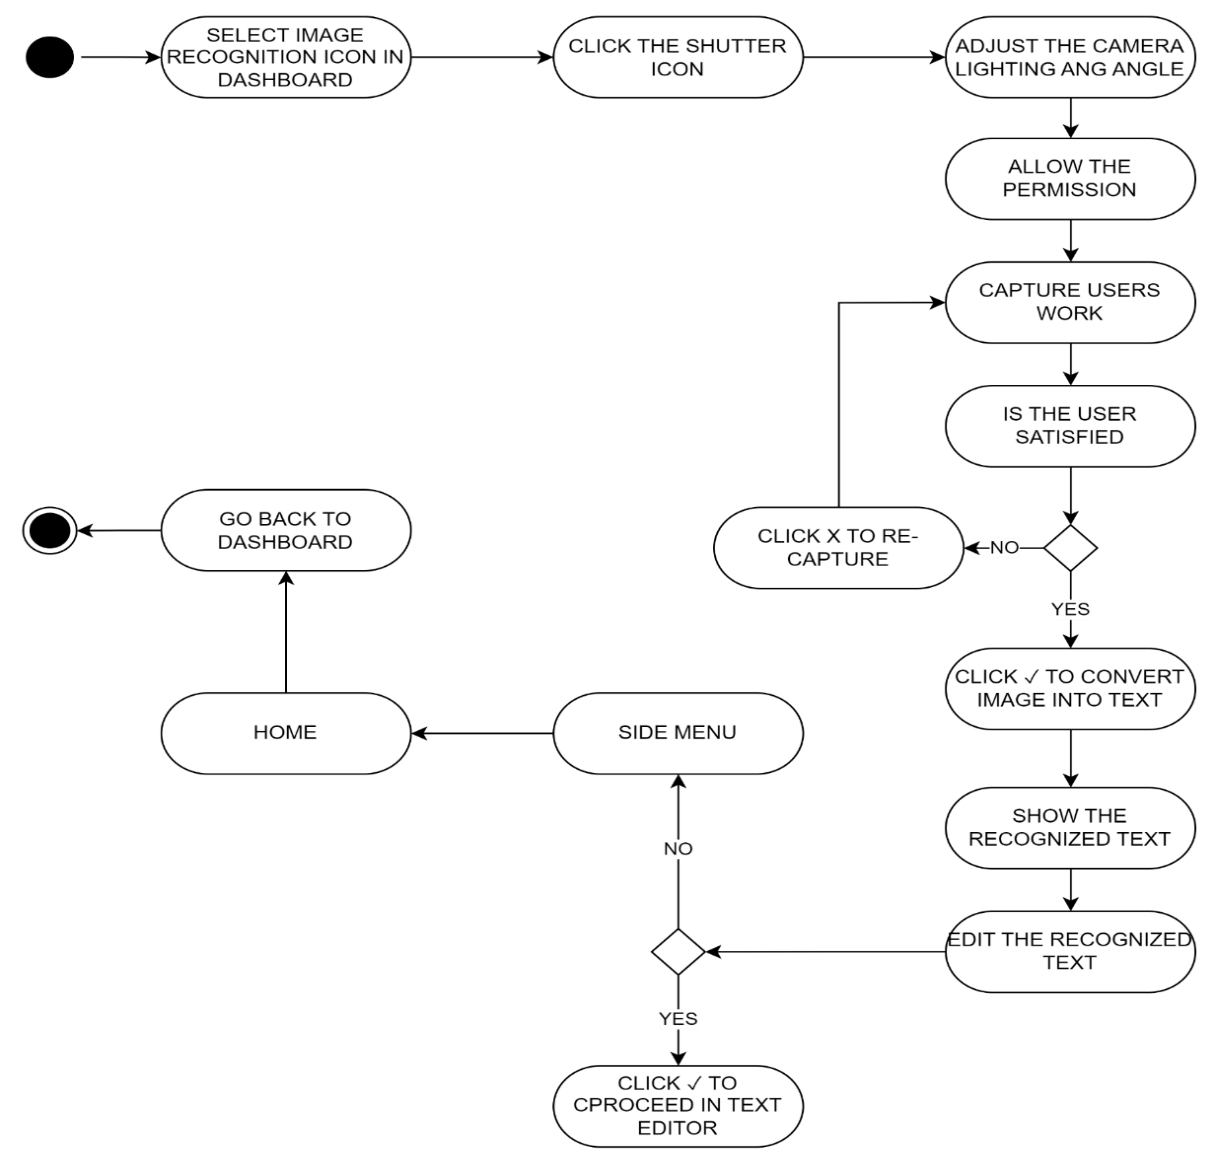 SELECT IMAGE
RECOGNITION ICON IN
DASHBOARD
CLICK THE SHUTTER
ICON
ADJUST THE CAMERA
LIGHTING ANG ANGLE
ALLOW THE
PERMISSION
CAPTURE USERS
WORK
IS THE USER
SATISFIED
NO
CLICK X TO RE-
CAPTURE
YES
CLICK ✓ TO CONVERT
IMAGE INTO TEXT
SHOW THE
RECOGNIZED TEXT
EDIT THE RECOGNIZED
TEXT
NO
SIDE MENU
HOME
GO BACK TO
DASHBOARD
YES
CLICK ✓ TO
CPROCEED IN TEXT
EDITOR